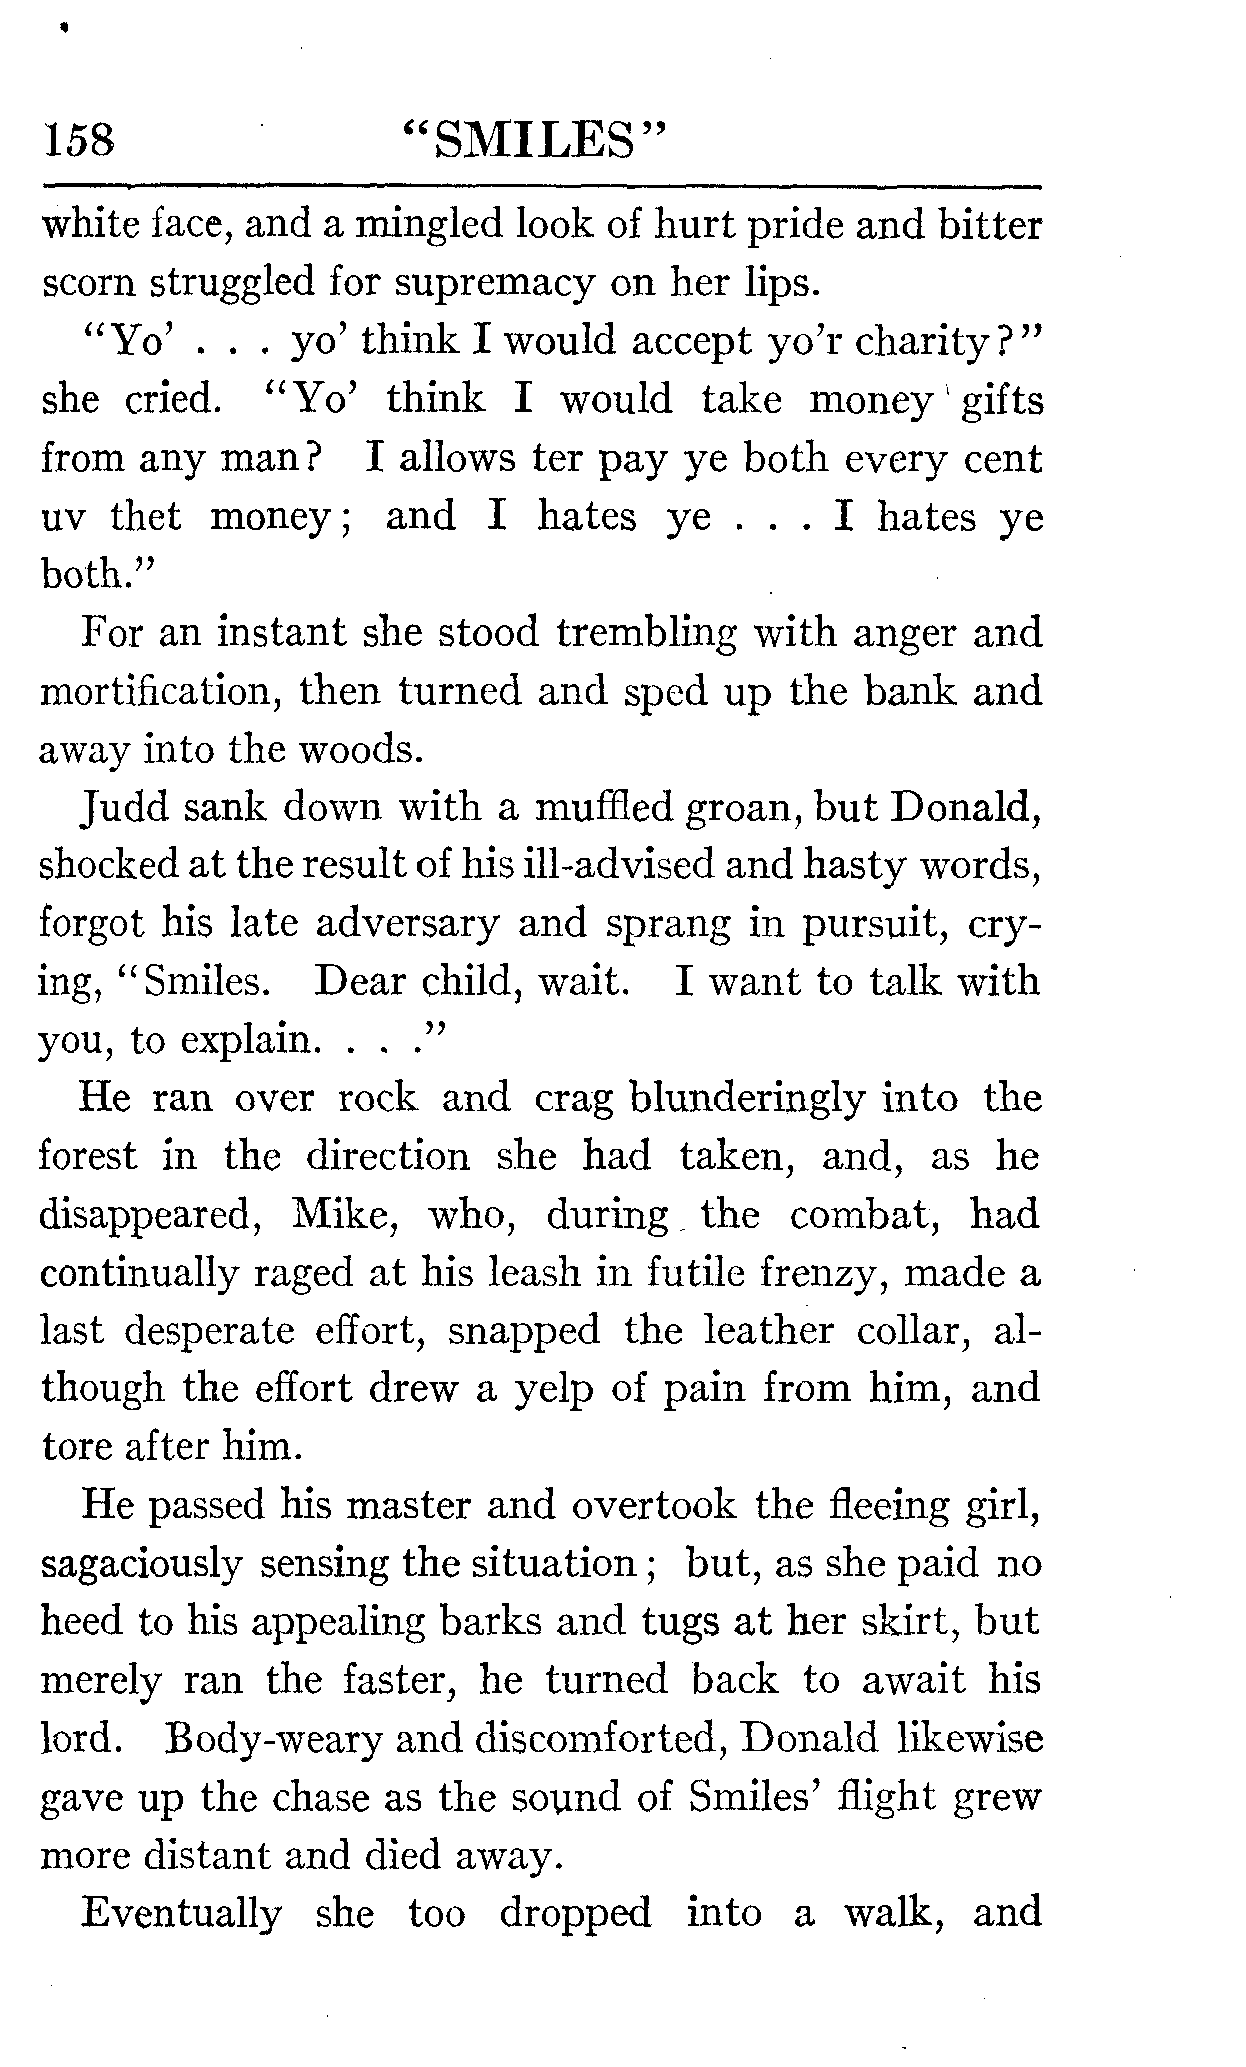 158 "SMILES"
white face, and a mingled look of hurt pride and bitter
scorn struggled for supremacy on her lips.
"Yo' . . . yo' think I would accept yo'r charity?"
she cried. "Yo' think I would take money gifts
from any man? I allows ter pay ye both every cent
uv thet money; and I hates ye . . . I hates ye
both."
For an instant she stood trembling with anger and
mortification, then turned and sped up the bank and
away into the woods.
Judd sank down with a muffled groan, but Donald,
shocked at the result of his ill-advised and hasty words,
forgot his late adversary and sprang in pursuit, cry-
ing, "Smiles. Dear child, wait. I want to talk with
you, to explain. . . ."
He ran over rock and crag blunderingly into the
forest in the direction she had taken, and, as he
disappeared, Mike, who, during the combat, had
continually raged at his leash in futile frenzy, made a
last desperate effort, snapped the leather collar, al-
though the effort drew a yelp of pain from him, and
tore after him.
He passed his master and overtook the fleeing girl,
sagaciously sensing the situation; but, as she paid no
heed to his appealing barks and tugs at her skirt, but
merely ran the faster, he turned back to await his
lord. Body-weary and discomforted, Donald likewise
gave up the chase as the sound of Smiles' flight grew
more distant and died away.
Eventually she too dropped into a walk, and